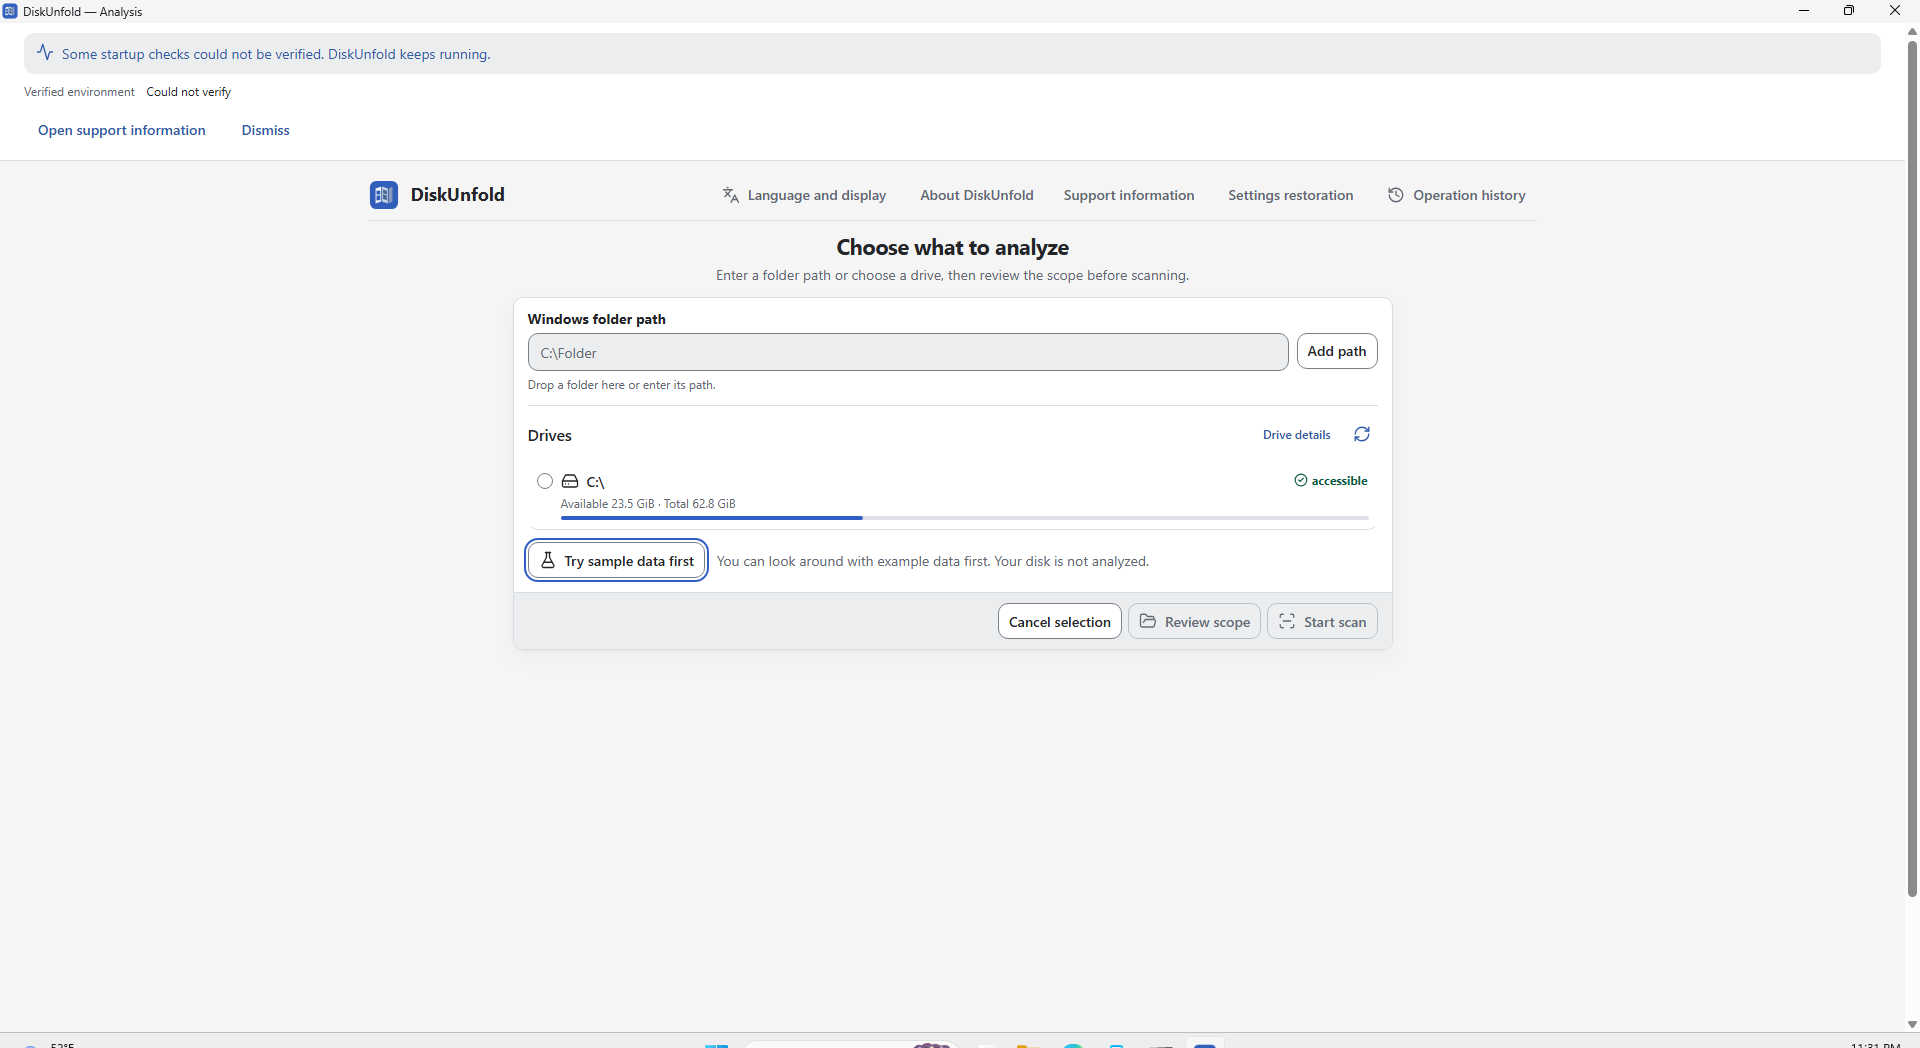 DiskUnfold — Analysis
Some startup checks could not be verified. DiskUnfold keeps running.
Verified environment Could not verify
Open support information Dismiss
DiskUnfold Language and display About DiskUnfold Support information Settings restoration Operation history
Choose what to analyze
Enter a folder path or choose a drive, then review the scope before scanning.
Windows folder path
C:\Folder Add path
Drop a folder here or enter its path.
Drives Drive details
C:\ accessible
Available 23.5 GiB · Total 62.8 GiB
Try sample data first You can look around with example data first. Your disk is not analyzed.
Cancel selection Review scope Start scan
52°F 11:31 PM